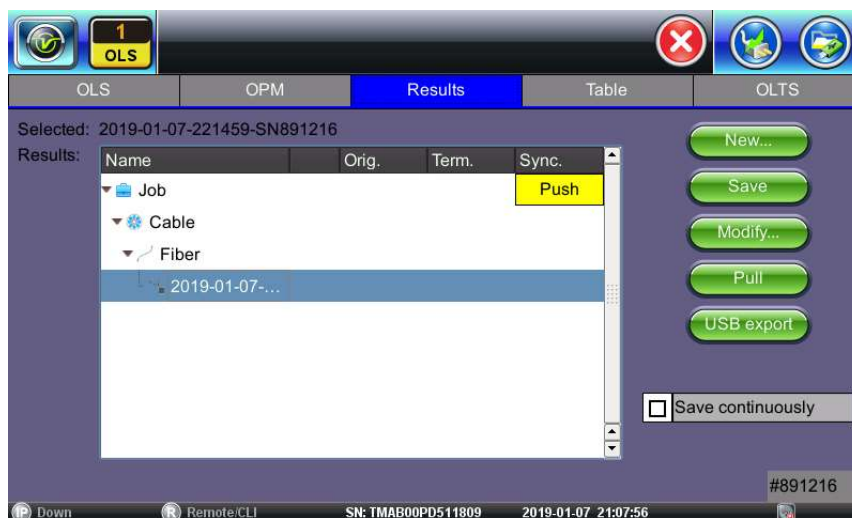 1
OLS
OLS OPM Results Table OLTS
Selected: 2019-01-07-221459-SN891216
Results:
Name Orig. Term. Sync.
Job Push
Cable
Fiber
2019-01-07-...
New...
Save
Modify...
Pull
USB export
Save continuously
#891216
IP Down R Remote/CLI SN: TMAB00PD511809 2019-01-07 21:07:56